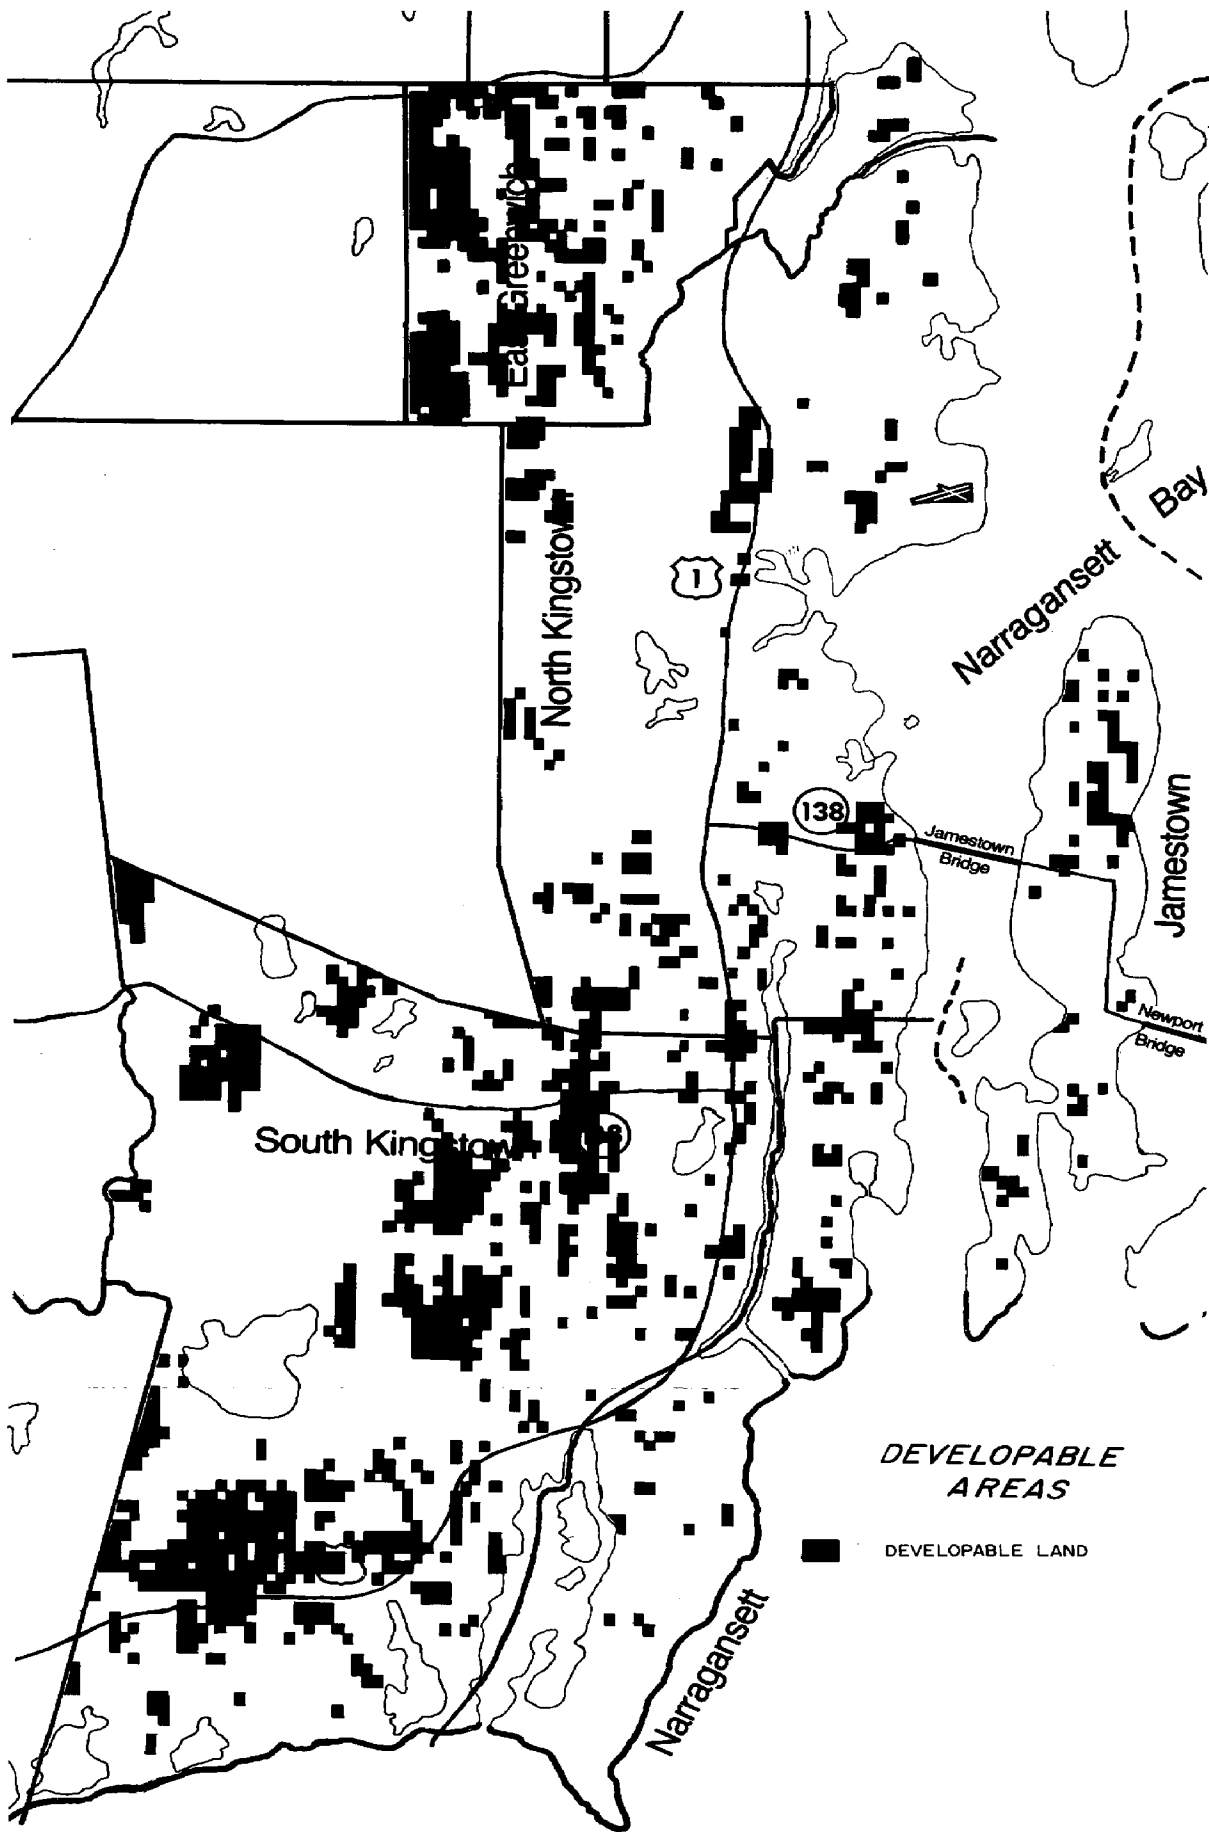 East Greenwich
Bay
Narragansett
North Kingstown
1
138
Jamestown
Bridge
Jamestown
Newport
Bridge
South Kingstown
DEVELOPABLE
AREAS
DEVELOPABLE LAND
Narragansett